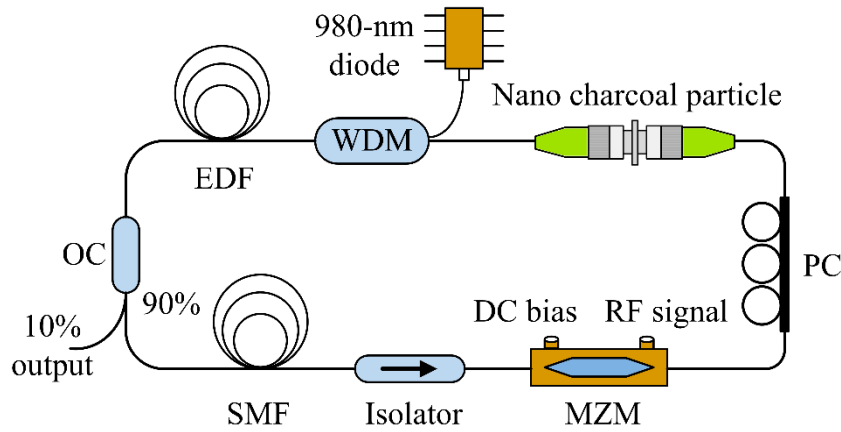 980-nm
diode
Nano charcoal particle
WDM
EDF
OC
PC
90%
DC bias
RF signal
10%
output
SMF
Isolator
MZM